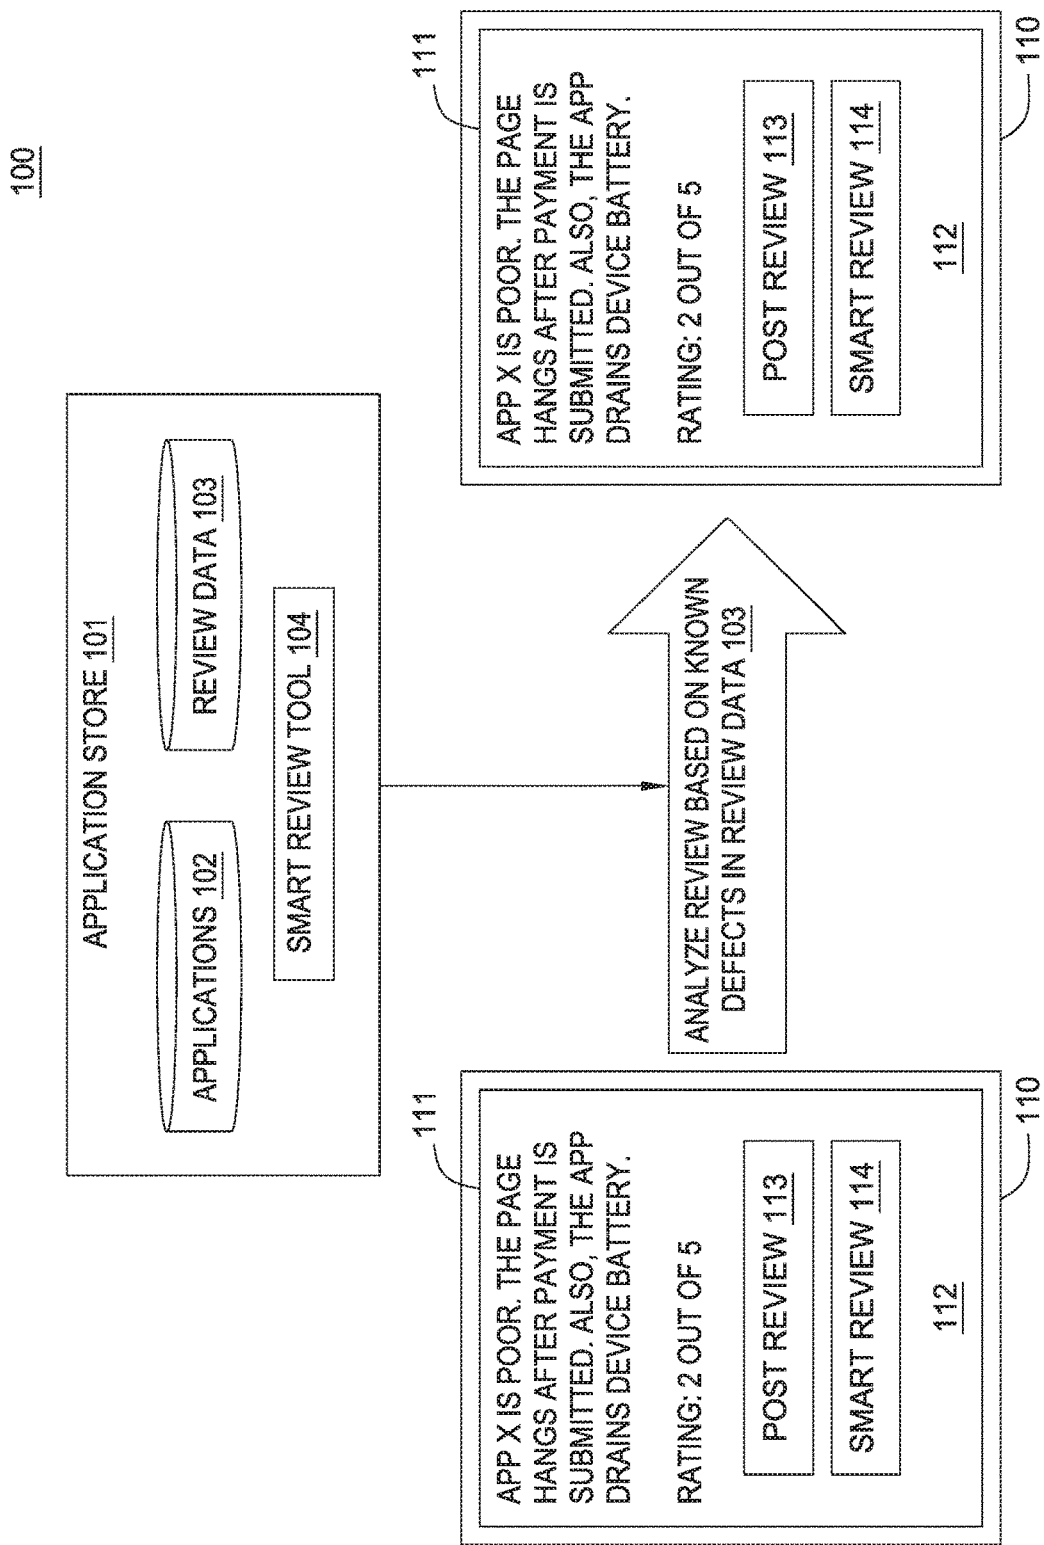 100
APPLICATION STORE 101
APPLICATIONS 102
REVIEW DATA 103
SMART REVIEW TOOL 104
111
APP X IS POOR. THE PAGE
HANGS AFTER PAYMENT IS
SUBMITTED. ALSO, THE APP
DRAINS DEVICE BATTERY.
RATING: 2 OUT OF 5
POST REVIEW 113
SMART REVIEW 114
112
110
ANALYZE REVIEW BASED ON KNOWN
DEFECTS IN REVIEW DATA 103
111
APP X IS POOR. THE PAGE
HANGS AFTER PAYMENT IS
SUBMITTED. ALSO, THE APP
DRAINS DEVICE BATTERY.
RATING: 2 OUT OF 5
POST REVIEW 113
SMART REVIEW 114
112
110